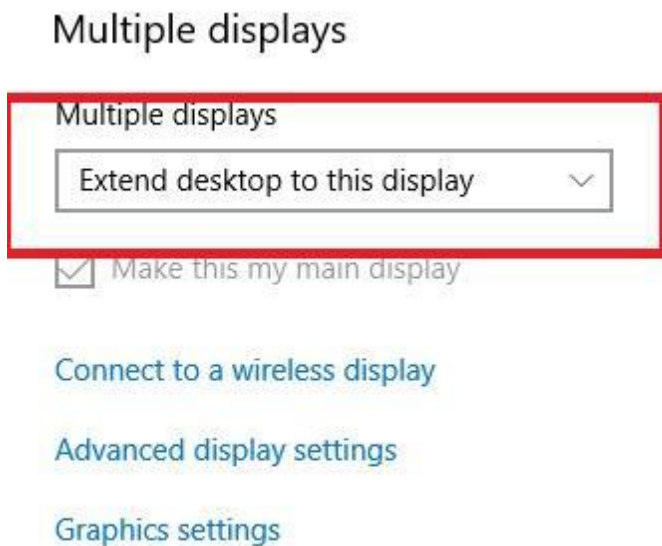 Multiple displays
Multiple displays
Extend desktop to this display
Make this my main display
Connect to a wireless display
Advanced display settings
Graphics settings